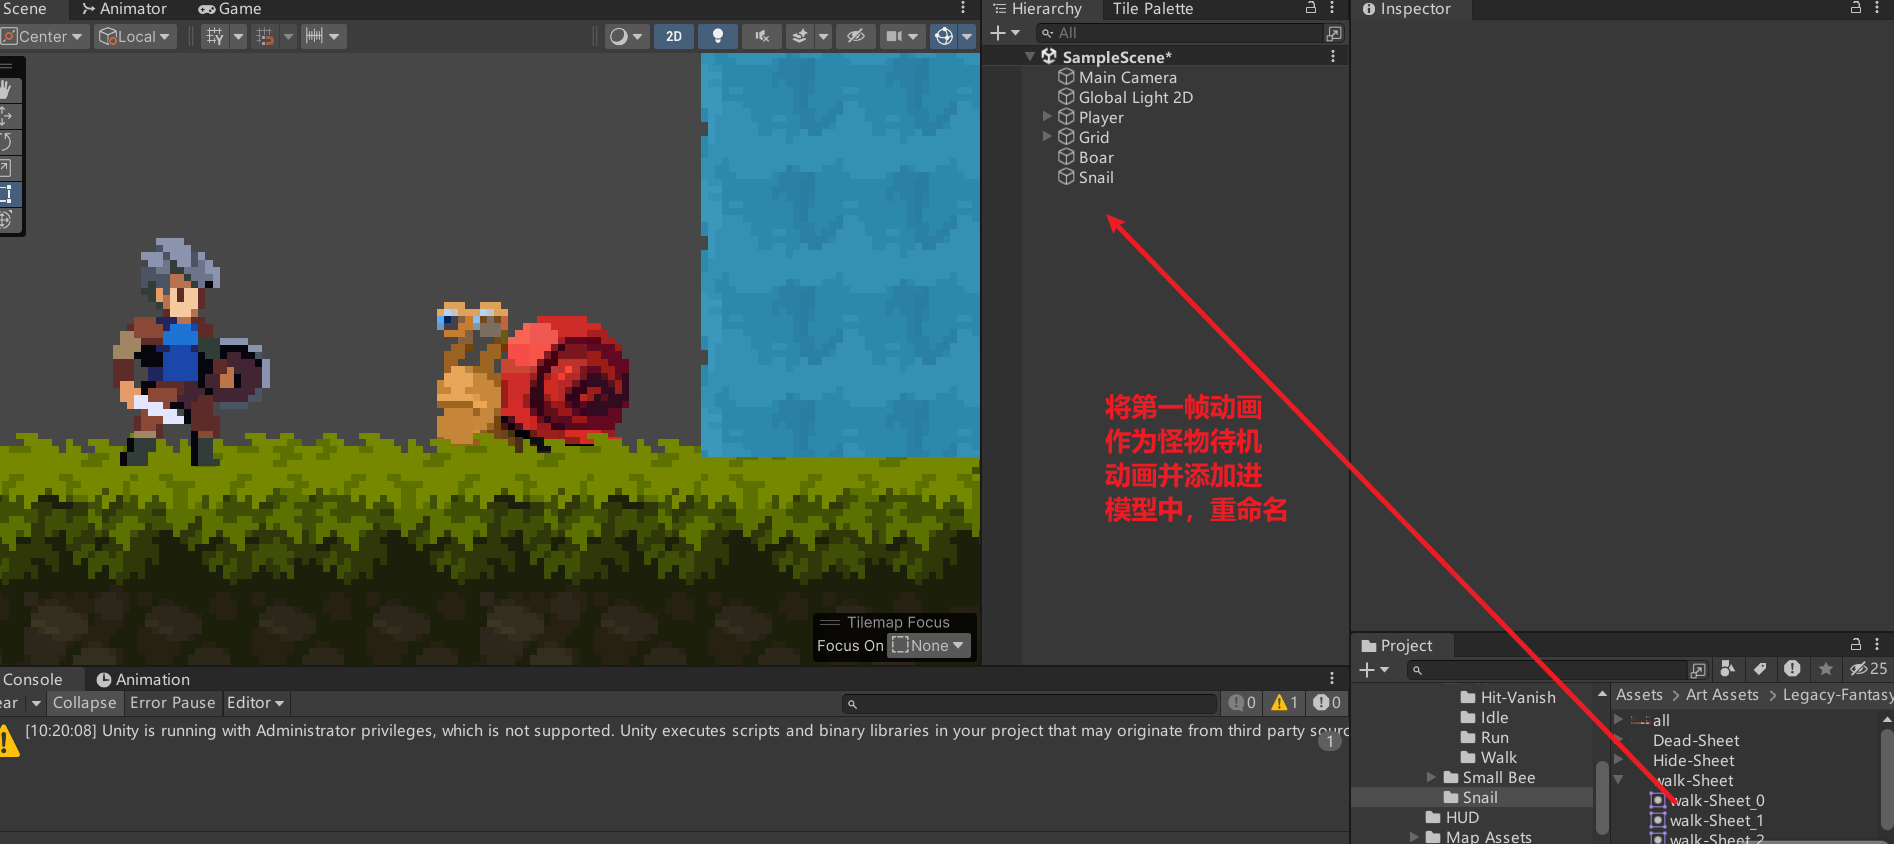 Scene
Animator
Game
Center
Local
2D
Hierarchy
Tile Palette
All
SampleScene*
Main Camera
Global Light 2D
Player
Grid
Boar
Snail
将第一帧动画
作为怪物待机
动画并添加进
模型中，重命名
Tilemap Focus
Focus On
None
Inspector
Console
Animation
ear
Collapse
Error Pause
Editor
0
1
0
[10:20:08] Unity is running with Administrator privileges, which is not supported. Unity executes scripts and binary libraries in your project that may originate from third party sourc
1
Project
25
Hit-Vanish
Idle
Run
Walk
Small Bee
Snail
HUD
Map Assets
Assets > Art Assets > Legacy-Fantasy
all
Dead-Sheet
Hide-Sheet
walk-Sheet
walk-Sheet_0
walk-Sheet_1
walk-Sheet_2